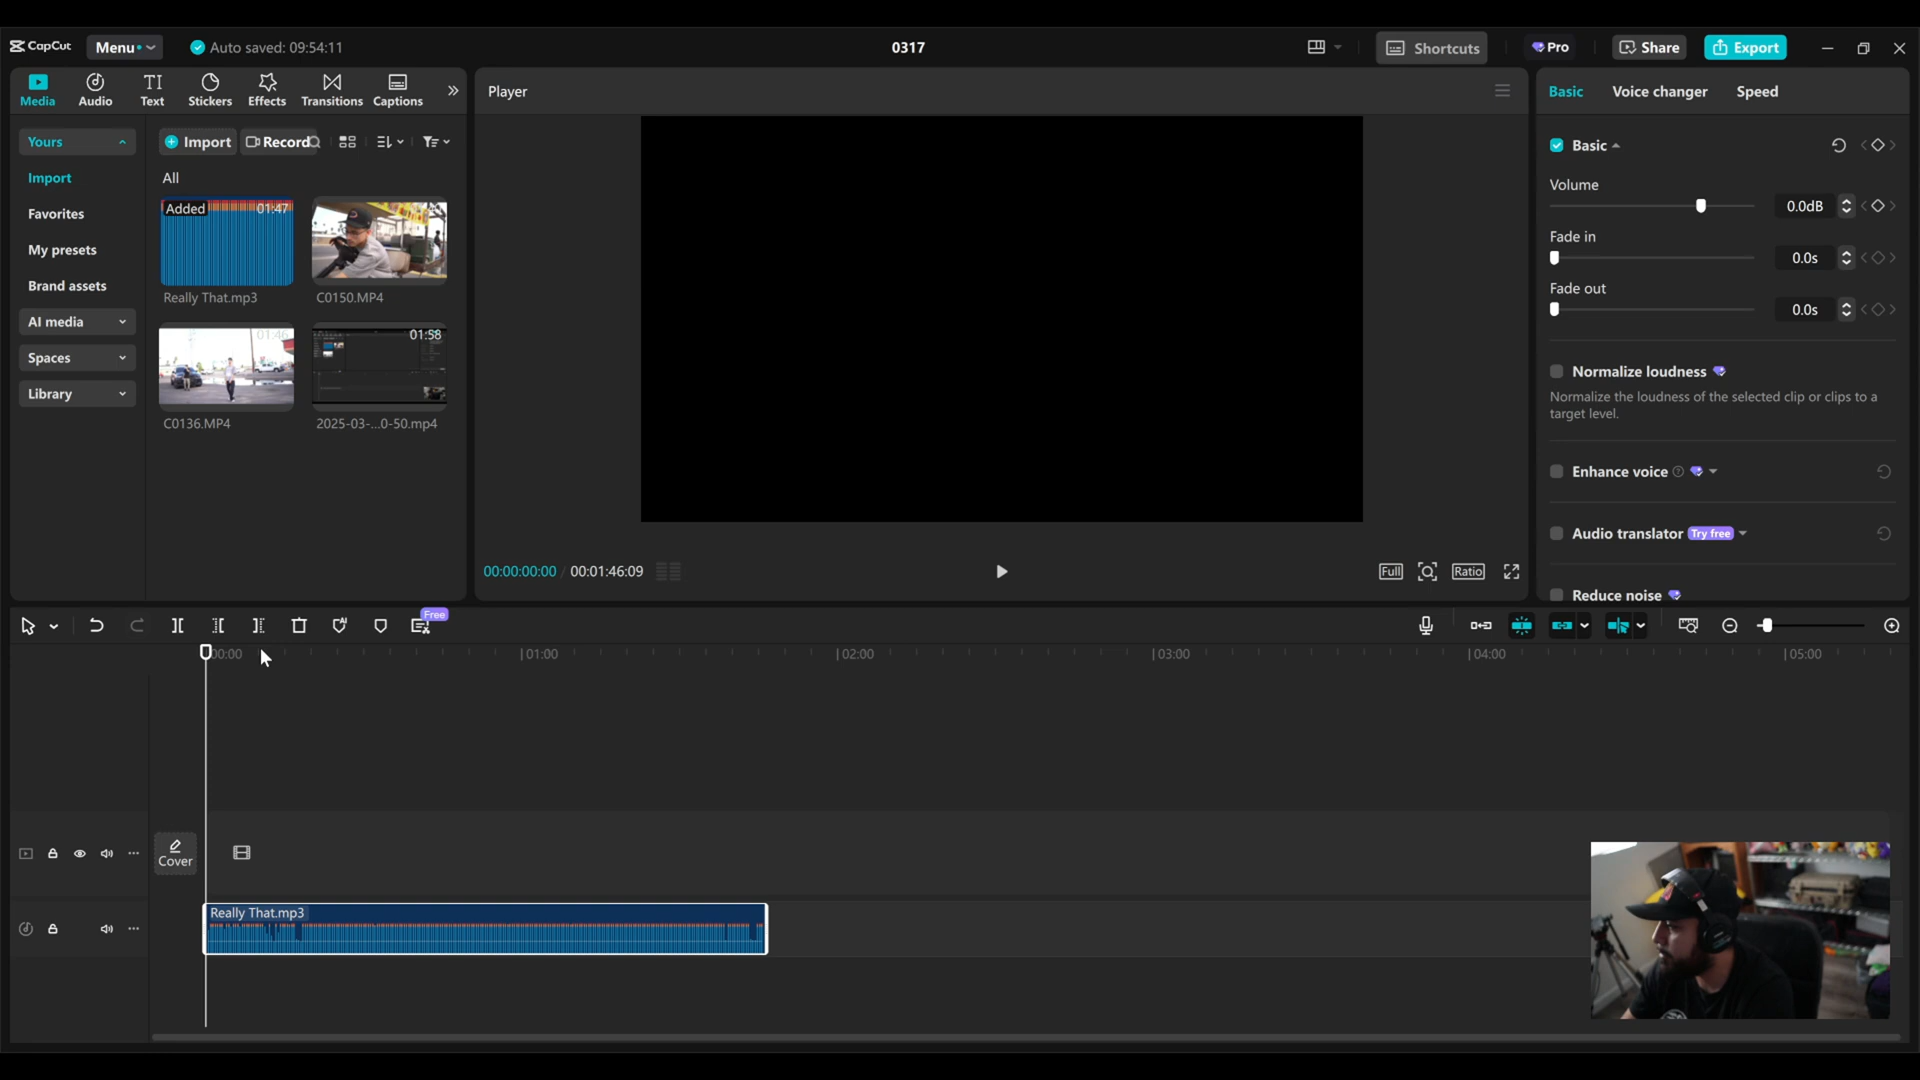 CapCut
Menu
Auto saved: 09:54:11
0317
Shortcuts
Pro
Share
Export
Media
Audio
Text
Stickers
Effects
Transitions
Captions
Player
Basic
Voice changer
Speed
Yours
Import
Record
Import
Favorites
My presets
Brand assets
AI media
Spaces
Library
All
Added
01:47
Really That.mp3
C0150.MP4
01:46
01:58
C0136.MP4
2025-03-...0-50.mp4
Basic
Volume
0.0dB
Fade in
0.0s
Fade out
0.0s
Normalize loudness
Normalize the loudness of the selected clip or clips to a
target level.
Enhance voice
Audio translator
Try free
Reduce noise
00:00:00:00 / 00:01:46:09
Full
Ratio
Free
00:00
01:00
02:00
03:00
04:00
05:00
Cover
Really That.mp3